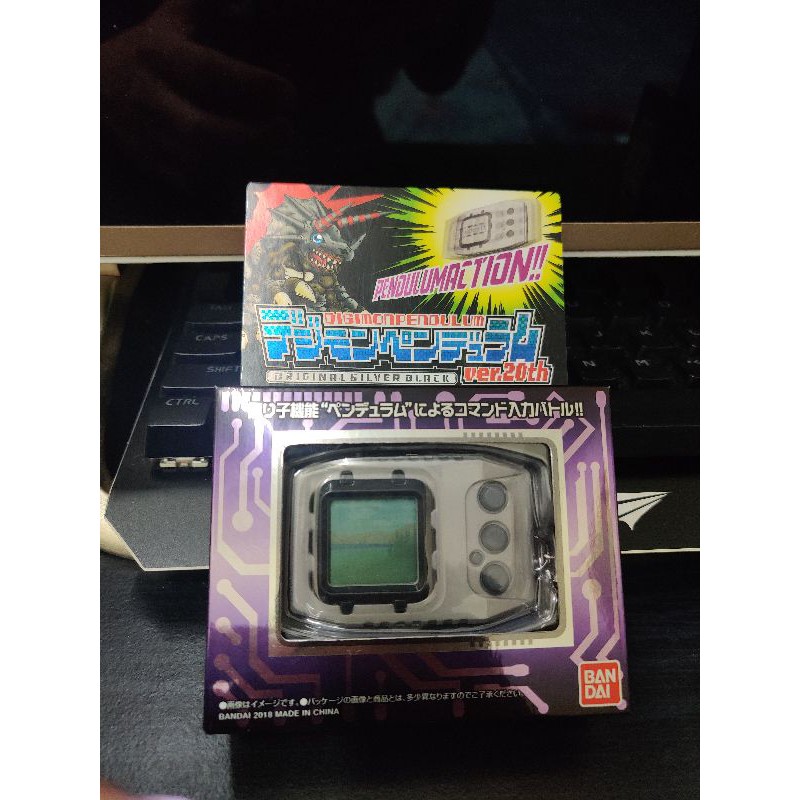 PENDULUMACTION!!
DIGIMONPENDULUM
デジモンペンデュラム
ORIGINAL SILVER BLACK
ver.20th
CAPS
SHIFT
CTRL
り子機能"ペンデュラム"によるコマンド入力バトル!!
BAN
DAI
●画像はイメージです。●パッケージの画像と商品とは、多少異なりますのでご了承ください。
BANDAI 2018 MADE IN CHINA